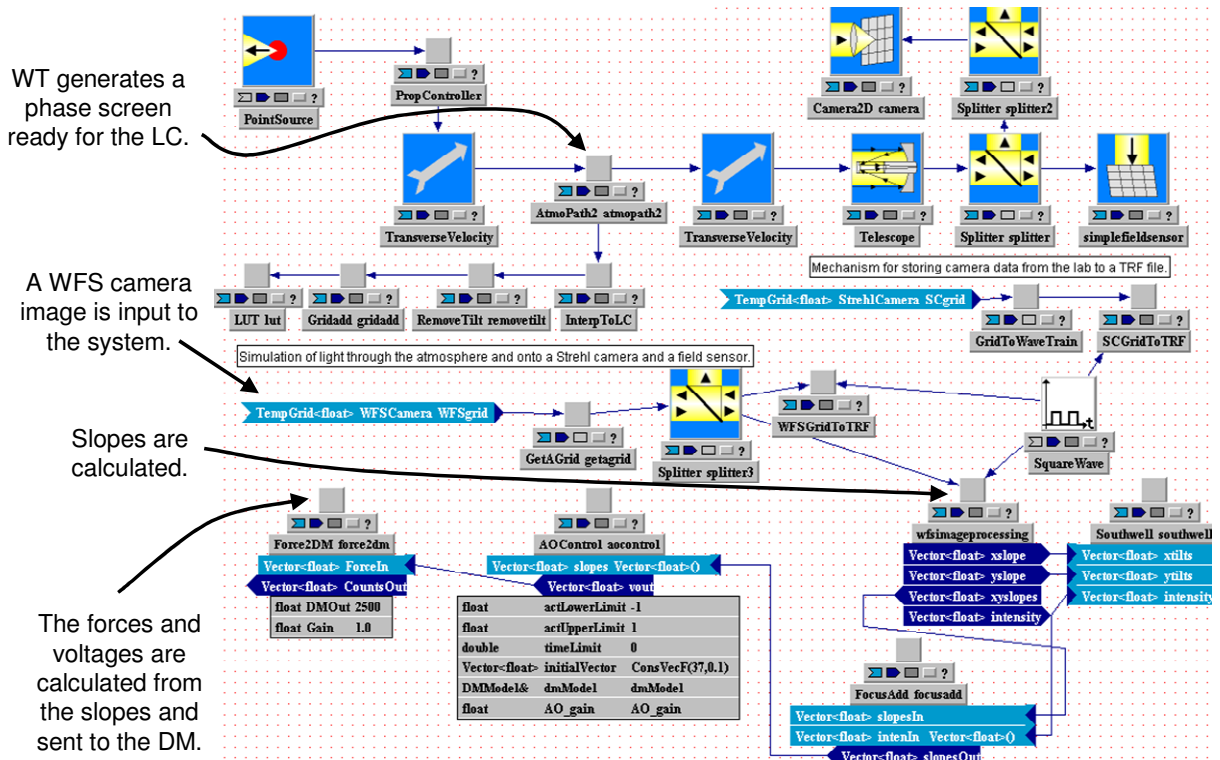 WT generates a
phase screen
ready for the LC.
A WFS camera
image is input to
the system.
Slopes are
calculated.
The forces and
voltages are
calculated from
the slopes and
sent to the DM.
?
PointSource
?
PropController
?
Camera2D camera
?
Splitter splitter2
?
TransverseVelocity
?
AtmoPath2 atmopath2
?
TransverseVelocity
?
Telescope
?
Splitter splitter
?
simplefieldsensor
?
LUT lut
?
Gridadd gridadd
?
RemoveTilt removetilt
?
InterpToLC
Mechanism for storing camera data from the lab to a TRF file.
TempGrid<float> StrehlCamera SCgrid
?
GridToWaveTrain
?
SCGridToTRF
Simulation of light through the atmosphere and onto a Strehl camera and a field sensor.
TempGrid<float> WFSCamera WFSgrid
?
GetAGrid getagrid
?
Splitter splitter3
?
WFSGridToTRF
,t
?
SquareWave
?
Force2DM force2dm
Vector<float> ForceIn
Vector<float> CountsOut
float DMOut 2500
float Gain 1.0
?
AOControl aocontrol
Vector<float> slopes Vector<float>()
Vector<float> vout
float actLowerLimit -1
float actUpperLimit 1
double timeLimit 0
Vector<float> initialVector ConsVecF(37,0.1)
DMModel& dmModel dmModel
float AO_gain AO_gain
?
wfsimageprocessing
Vector<float> xslope
Vector<float> yslope
Vector<float> xyslopes
Vector<float> intensity
?
Southwell southwell
Vector<float> xtilts
Vector<float> ytilts
Vector<float> intensity
?
FocusAdd focusadd
Vector<float> slopesIn
Vector<float> intenIn Vector<float>()
Vector<float> slopesOut